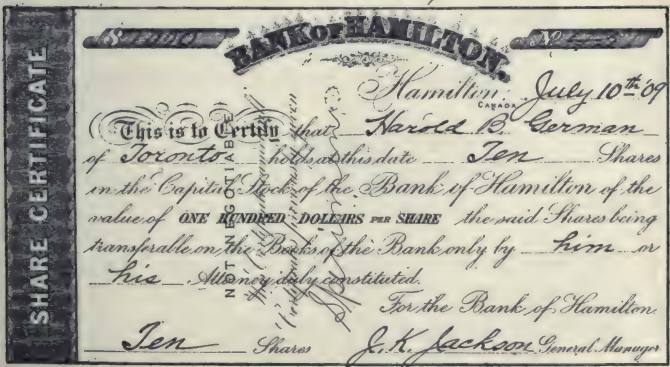 SHARE CERTIFICATE
$1000
BANK OF HAMILTON.
No
Hamilton, CANADA July 10th '09
This is to Certify that Harold B. German
of Toronto holds at this date Ten Shares
in the Capital Stock of the Bank of Hamilton of the
value of ONE HUNDRED DOLLARS PER SHARE the said Shares being
transferable on the Books of the Bank only by him or
his Attorney duly constituted.
For the Bank of Hamilton.
Ten Shares J. K. Jackson General Manager
NOT NEGOTIABLE
Specimen